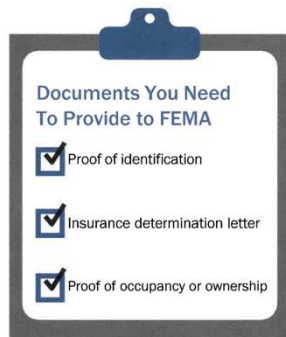 Documents You Need
To Provide to FEMA
Proof of identification
Insurance determination letter
Proof of occupancy or ownership